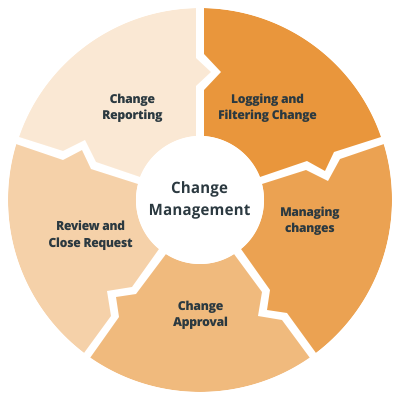 Change
Reporting
Logging and
Filtering Change
Change
Management
Managing
changes
Review and
Close Request
Change
Approval